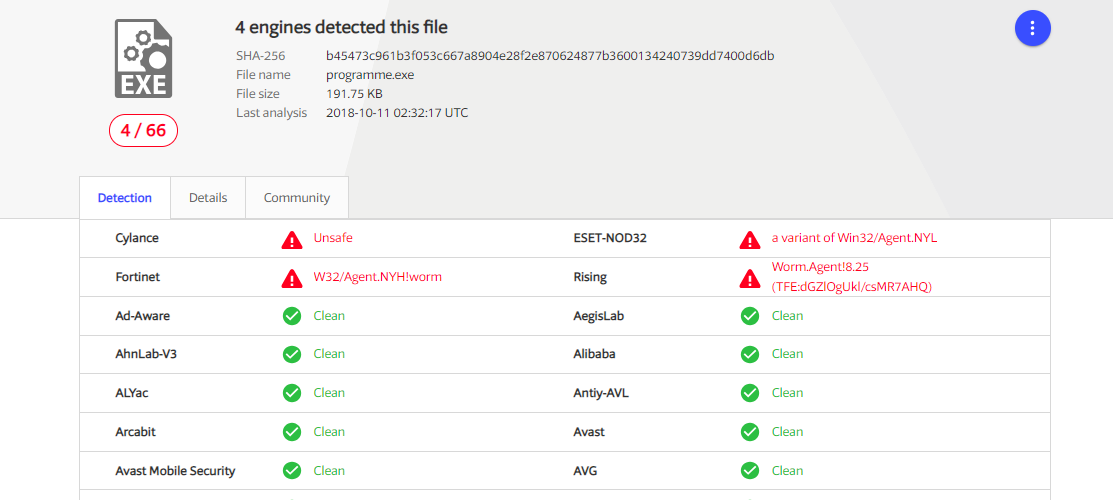 4 engines detected this file
SHA-256 b45473c961b3f053c667a8904e28f2e870624877b3600134240739dd7400d6db
File name programme.exe
File size 191.75 KB
Last analysis 2018-10-11 02:32:17 UTC
EXE
4 / 66
Detection Details Community
Cylance Unsafe ESET-NOD32 a variant of Win32/Agent.NYL
Fortinet W32/Agent.NYH!worm Rising Worm.Agent!8.25
(TFE:dGZlOgUkl/csMR7AHQ)
Ad-Aware Clean AegisLab Clean
AhnLab-V3 Clean Alibaba Clean
ALYac Clean Antiy-AVL Clean
Arcabit Clean Avast Clean
Avast Mobile Security Clean AVG Clean